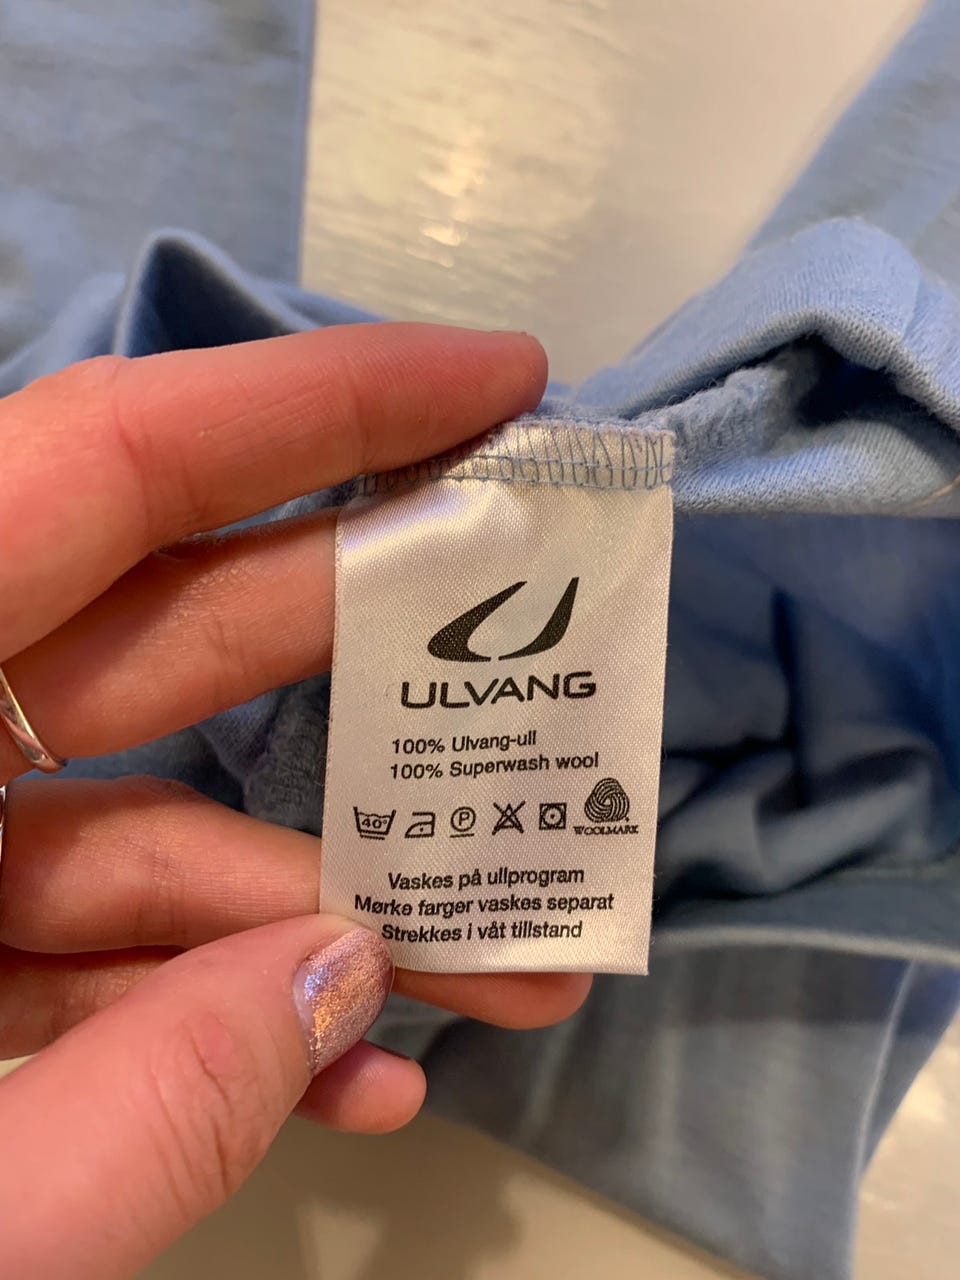 ULVANG
100% Ulvang-ull
100% Superwash wool
40° P
WOOLMARK
Vaskes på ullprogram
Mørke farger vaskes separat
Strekkes i våt tillstand